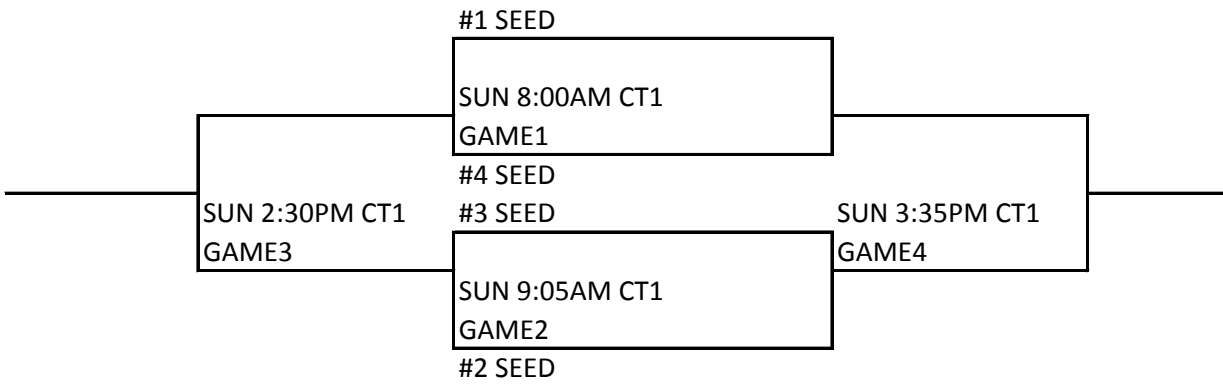 #1 SEED
SUN 8:00AM CT1
GAME1
#4 SEED
SUN 2:30PM CT1
GAME3
#3 SEED
SUN 3:35PM CT1
GAME4
SUN 9:05AM CT1
GAME2
#2 SEED